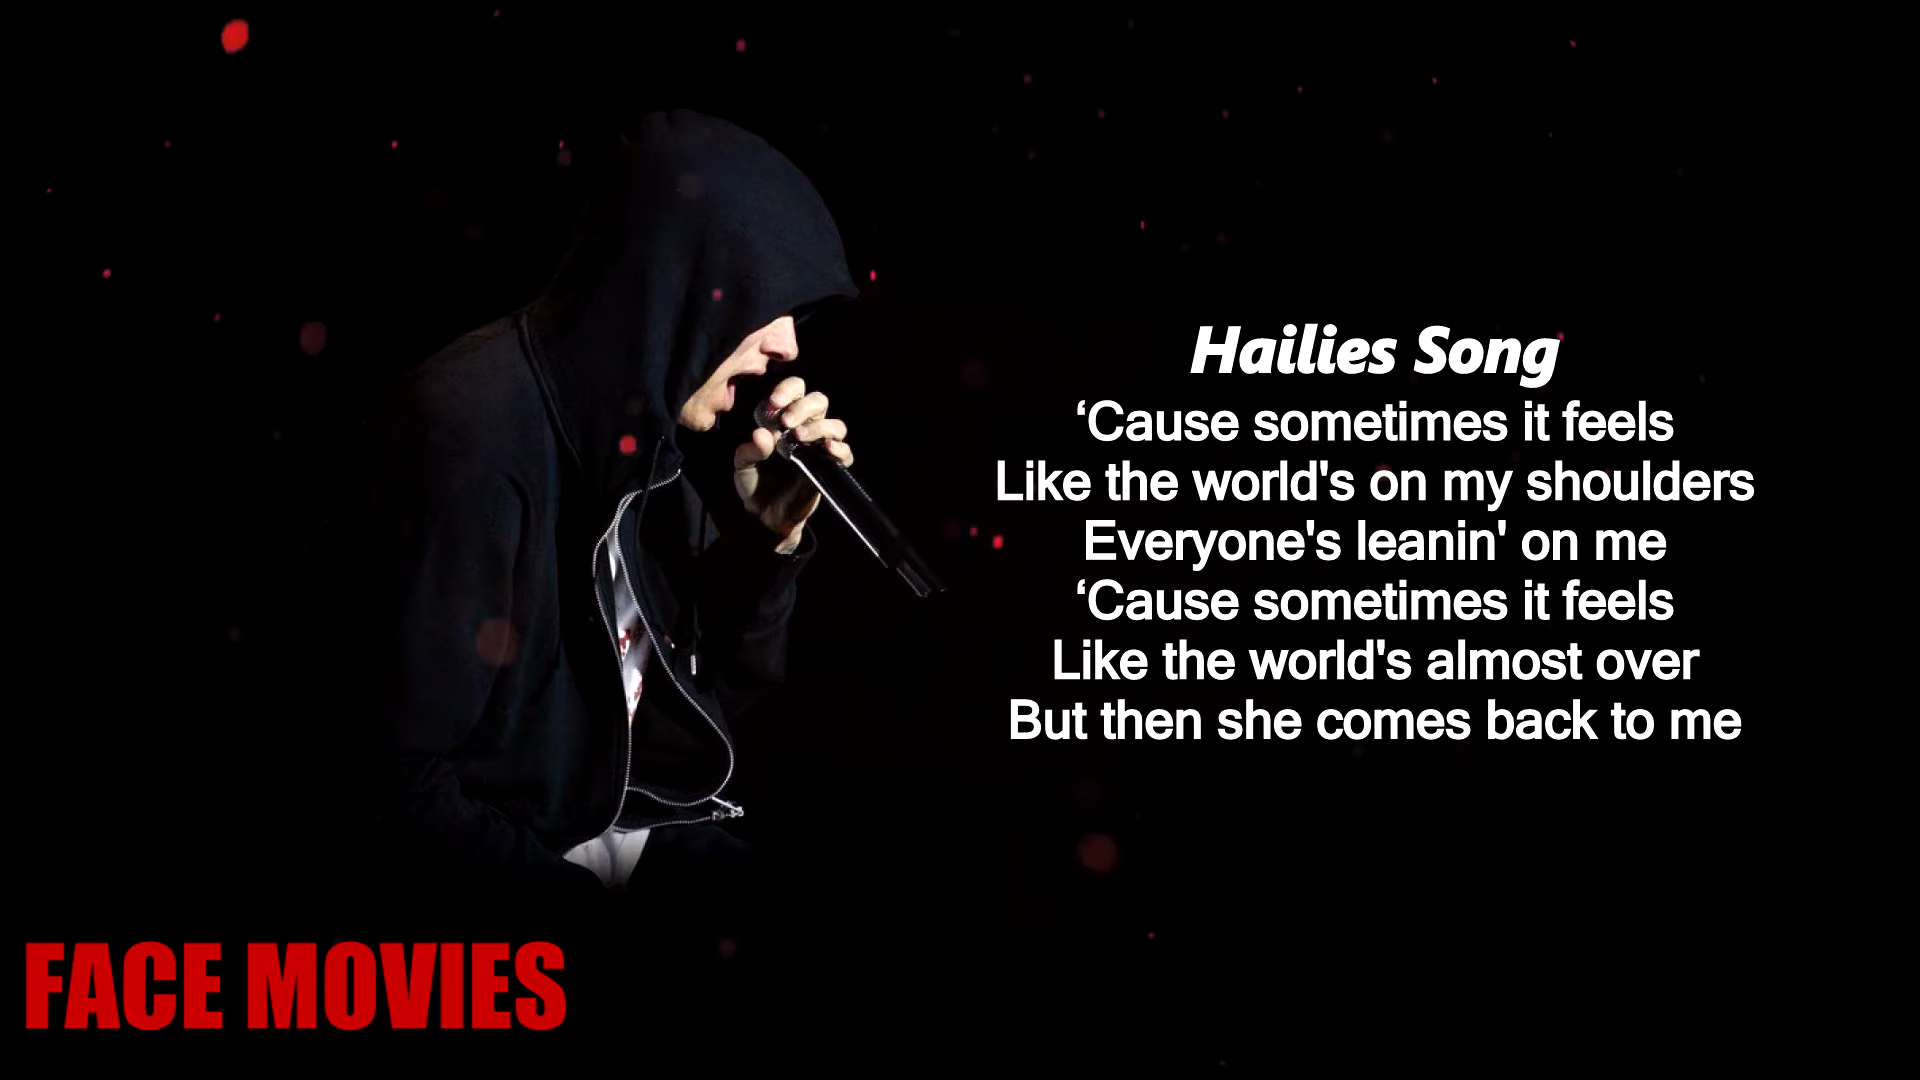 Hailies Song
‘Cause sometimes it feels
Like the world's on my shoulders
Everyone's leanin' on me
‘Cause sometimes it feels
Like the world's almost over
But then she comes back to me
FACE MOVIES